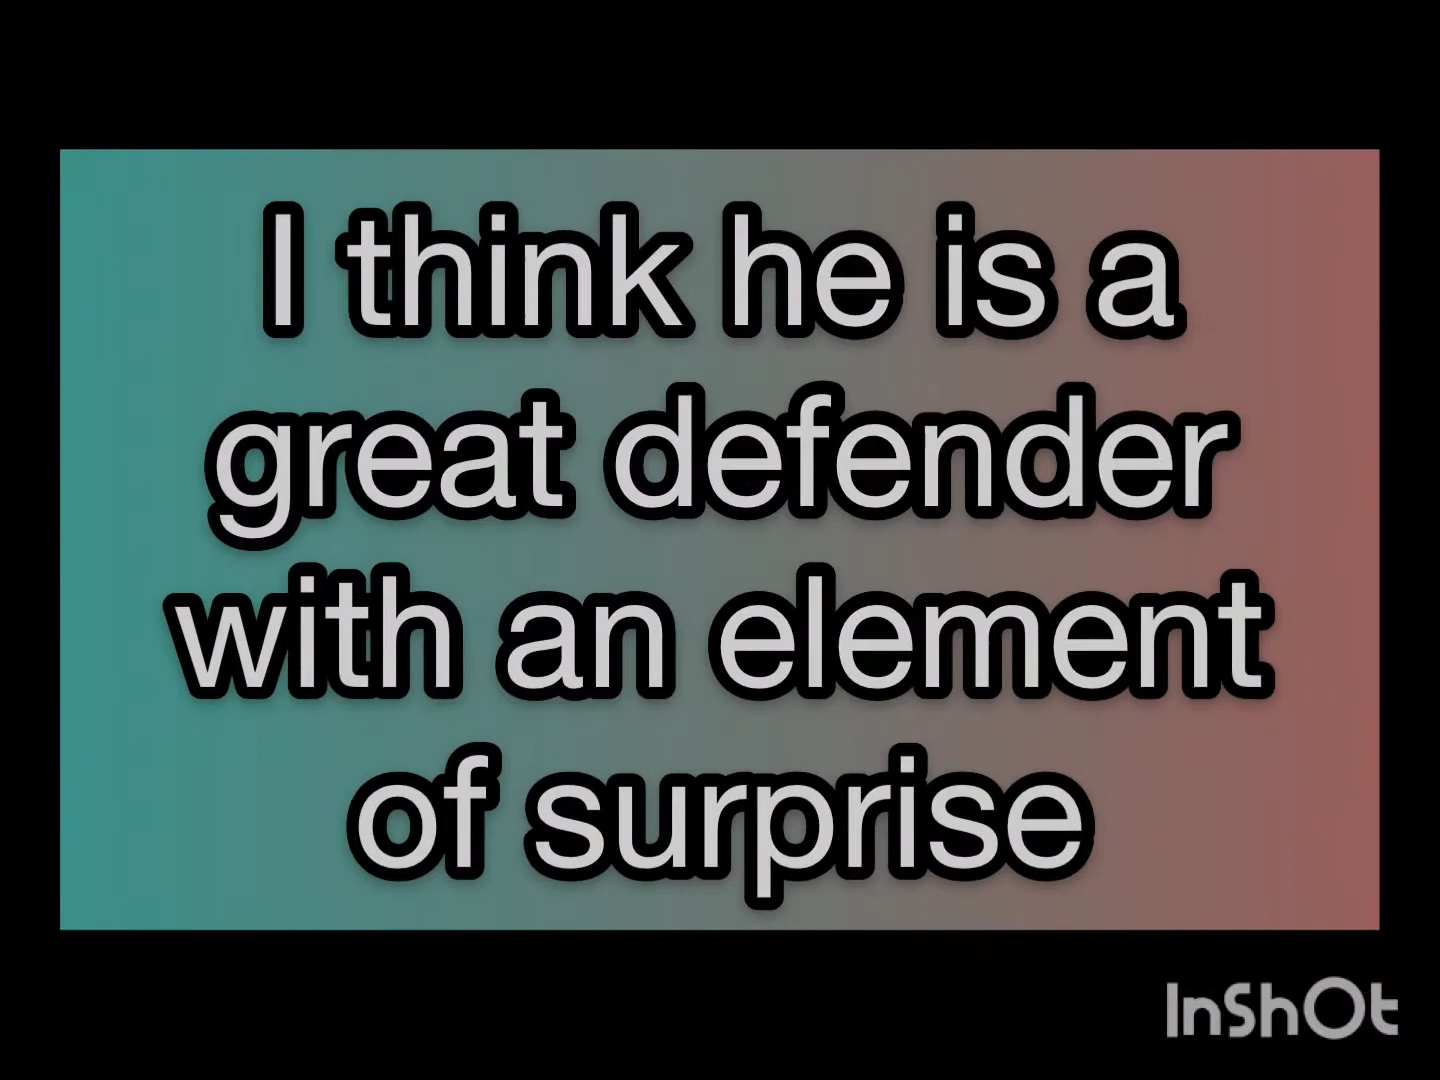 I think he is a
great defender
with an element
of surprise
InShOt